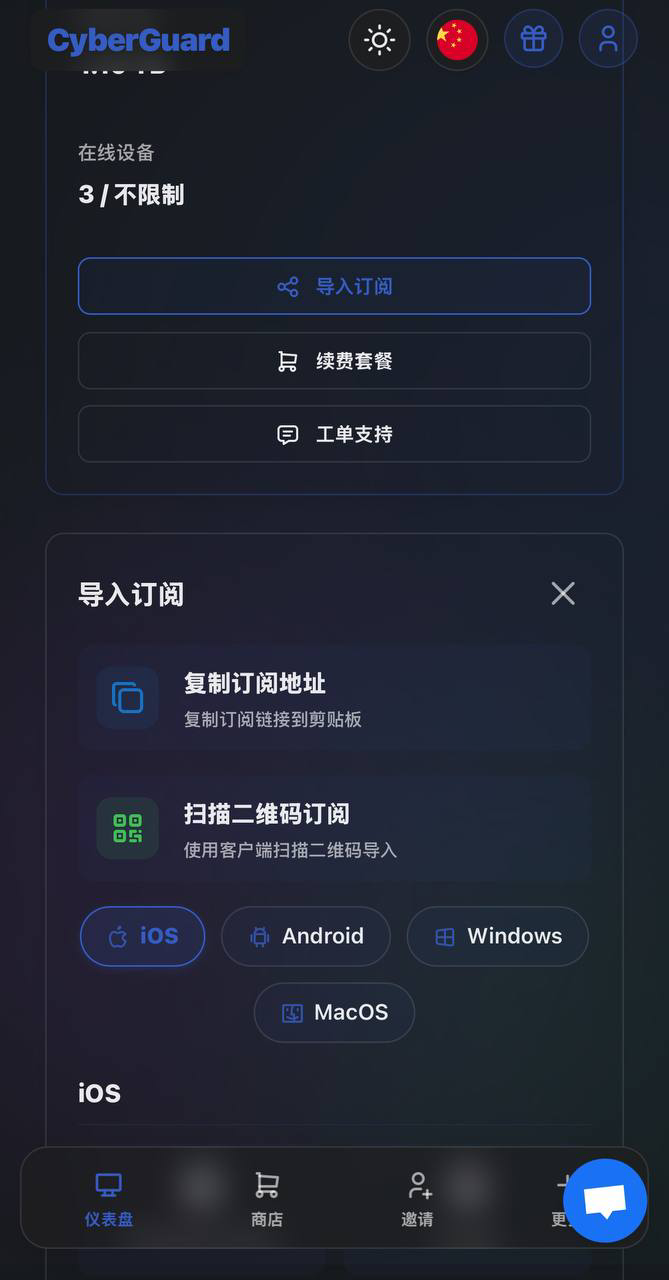 CyberGuard
在线设备
3 / 不限制
导入订阅
续费套餐
工单支持
导入订阅
复制订阅地址
复制订阅链接到剪贴板
扫描二维码订阅
使用客户端扫描二维码导入
iOS
Android
Windows
MacOS
iOS
仪表盘
商店
邀请